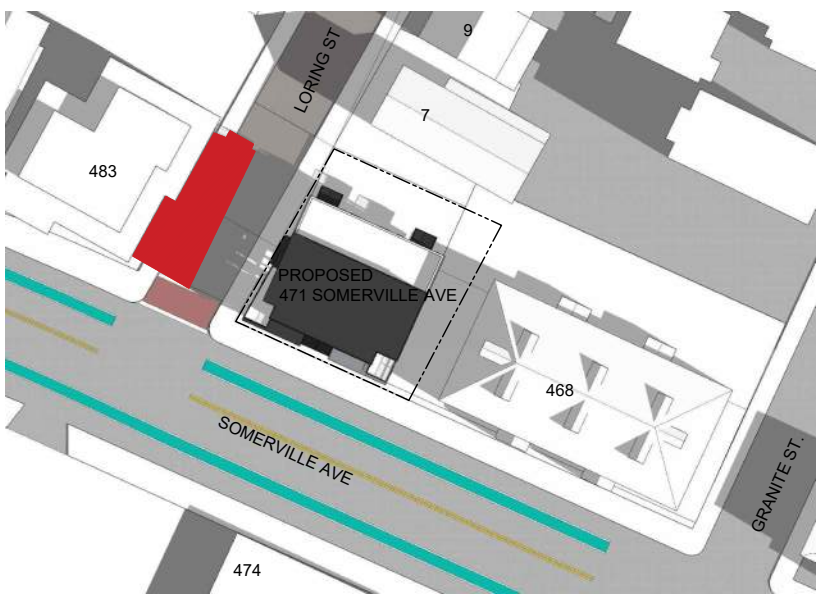 9
LORING ST
7
483
PROPOSED
471 SOMERVILLE AVE
468
SOMERVILLE AVE
GRANITE ST.
474